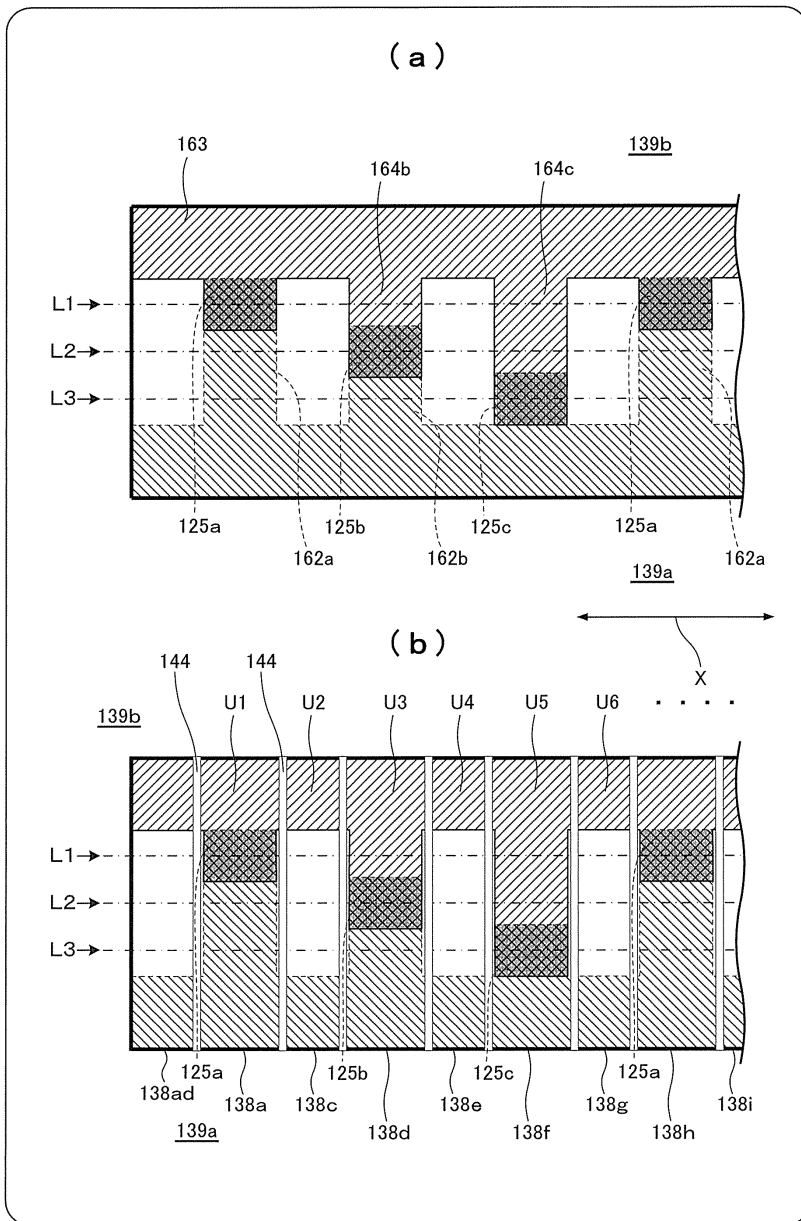 (a)
163
164b
164c
139b
L1
L2
L3
125a
162a
125b
162b
125c
125a
162a
139a
X
(b)
144
144
139b
U1
U2
U3
U4
U5
U6
· · · ·
L1
L2
L3
125a
125b
125c
125a
138ad
138a
138c
138d
138e
138f
138g
138h
138i
139a